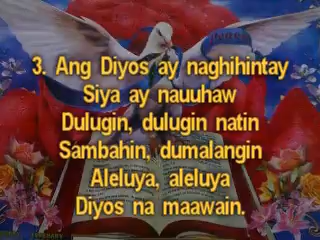 3. Ang Diyos ay naghihintay
Siya ay nauuhaw
Dulugin, dulugin natin
Sambahin, dumalangin
Aleluya, aleluya
Diyos na maawain.